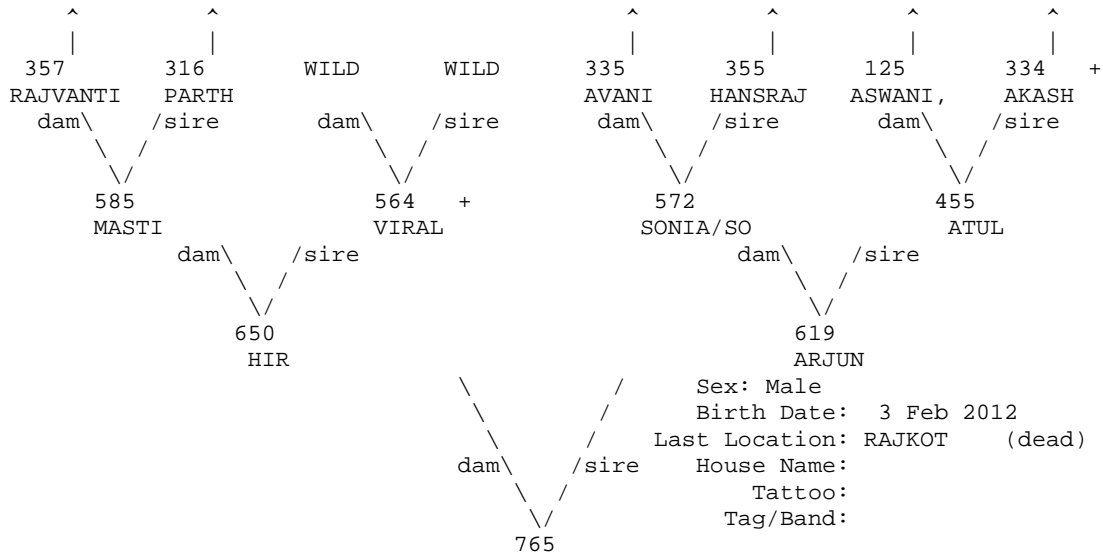 ^ ^ ^ ^ ^ ^
| | | | | |
357 316 WILD WILD 335 355 125 334 +
RAJVANTI PARTH AVANI HANSRAJ ASWANI, AKASH
dam\ /sire dam\ /sire dam\ /sire dam\ /sire
\ / \ / \ / \ /
\/ \/ \/ \/
585 564 + 572 455
MASTI VIRAL SONIA/SO ATUL
dam\ /sire dam\ /sire
\ / \ /
\/ \/
650 619
HIR ARJUN
\ / Sex: Male
\ / Birth Date: 3 Feb 2012
\ / Last Location: RAJKOT (dead)
dam\ /sire House Name:
\ / Tattoo:
\/ Tag/Band:
765